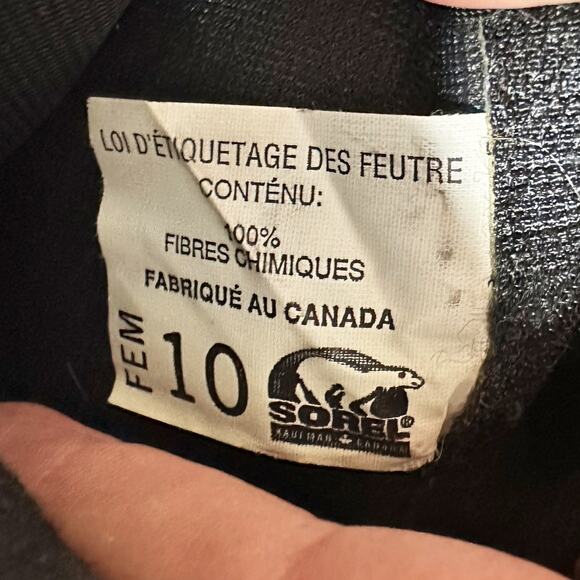 LOI D'ÉTIQUETAGE DES FEUTRE
CONTÉNU:
100%
FIBRES CHIMIQUES
FABRIQUÉ AU CANADA
FEM 10
SOREL®
KAUFMAN CANADA